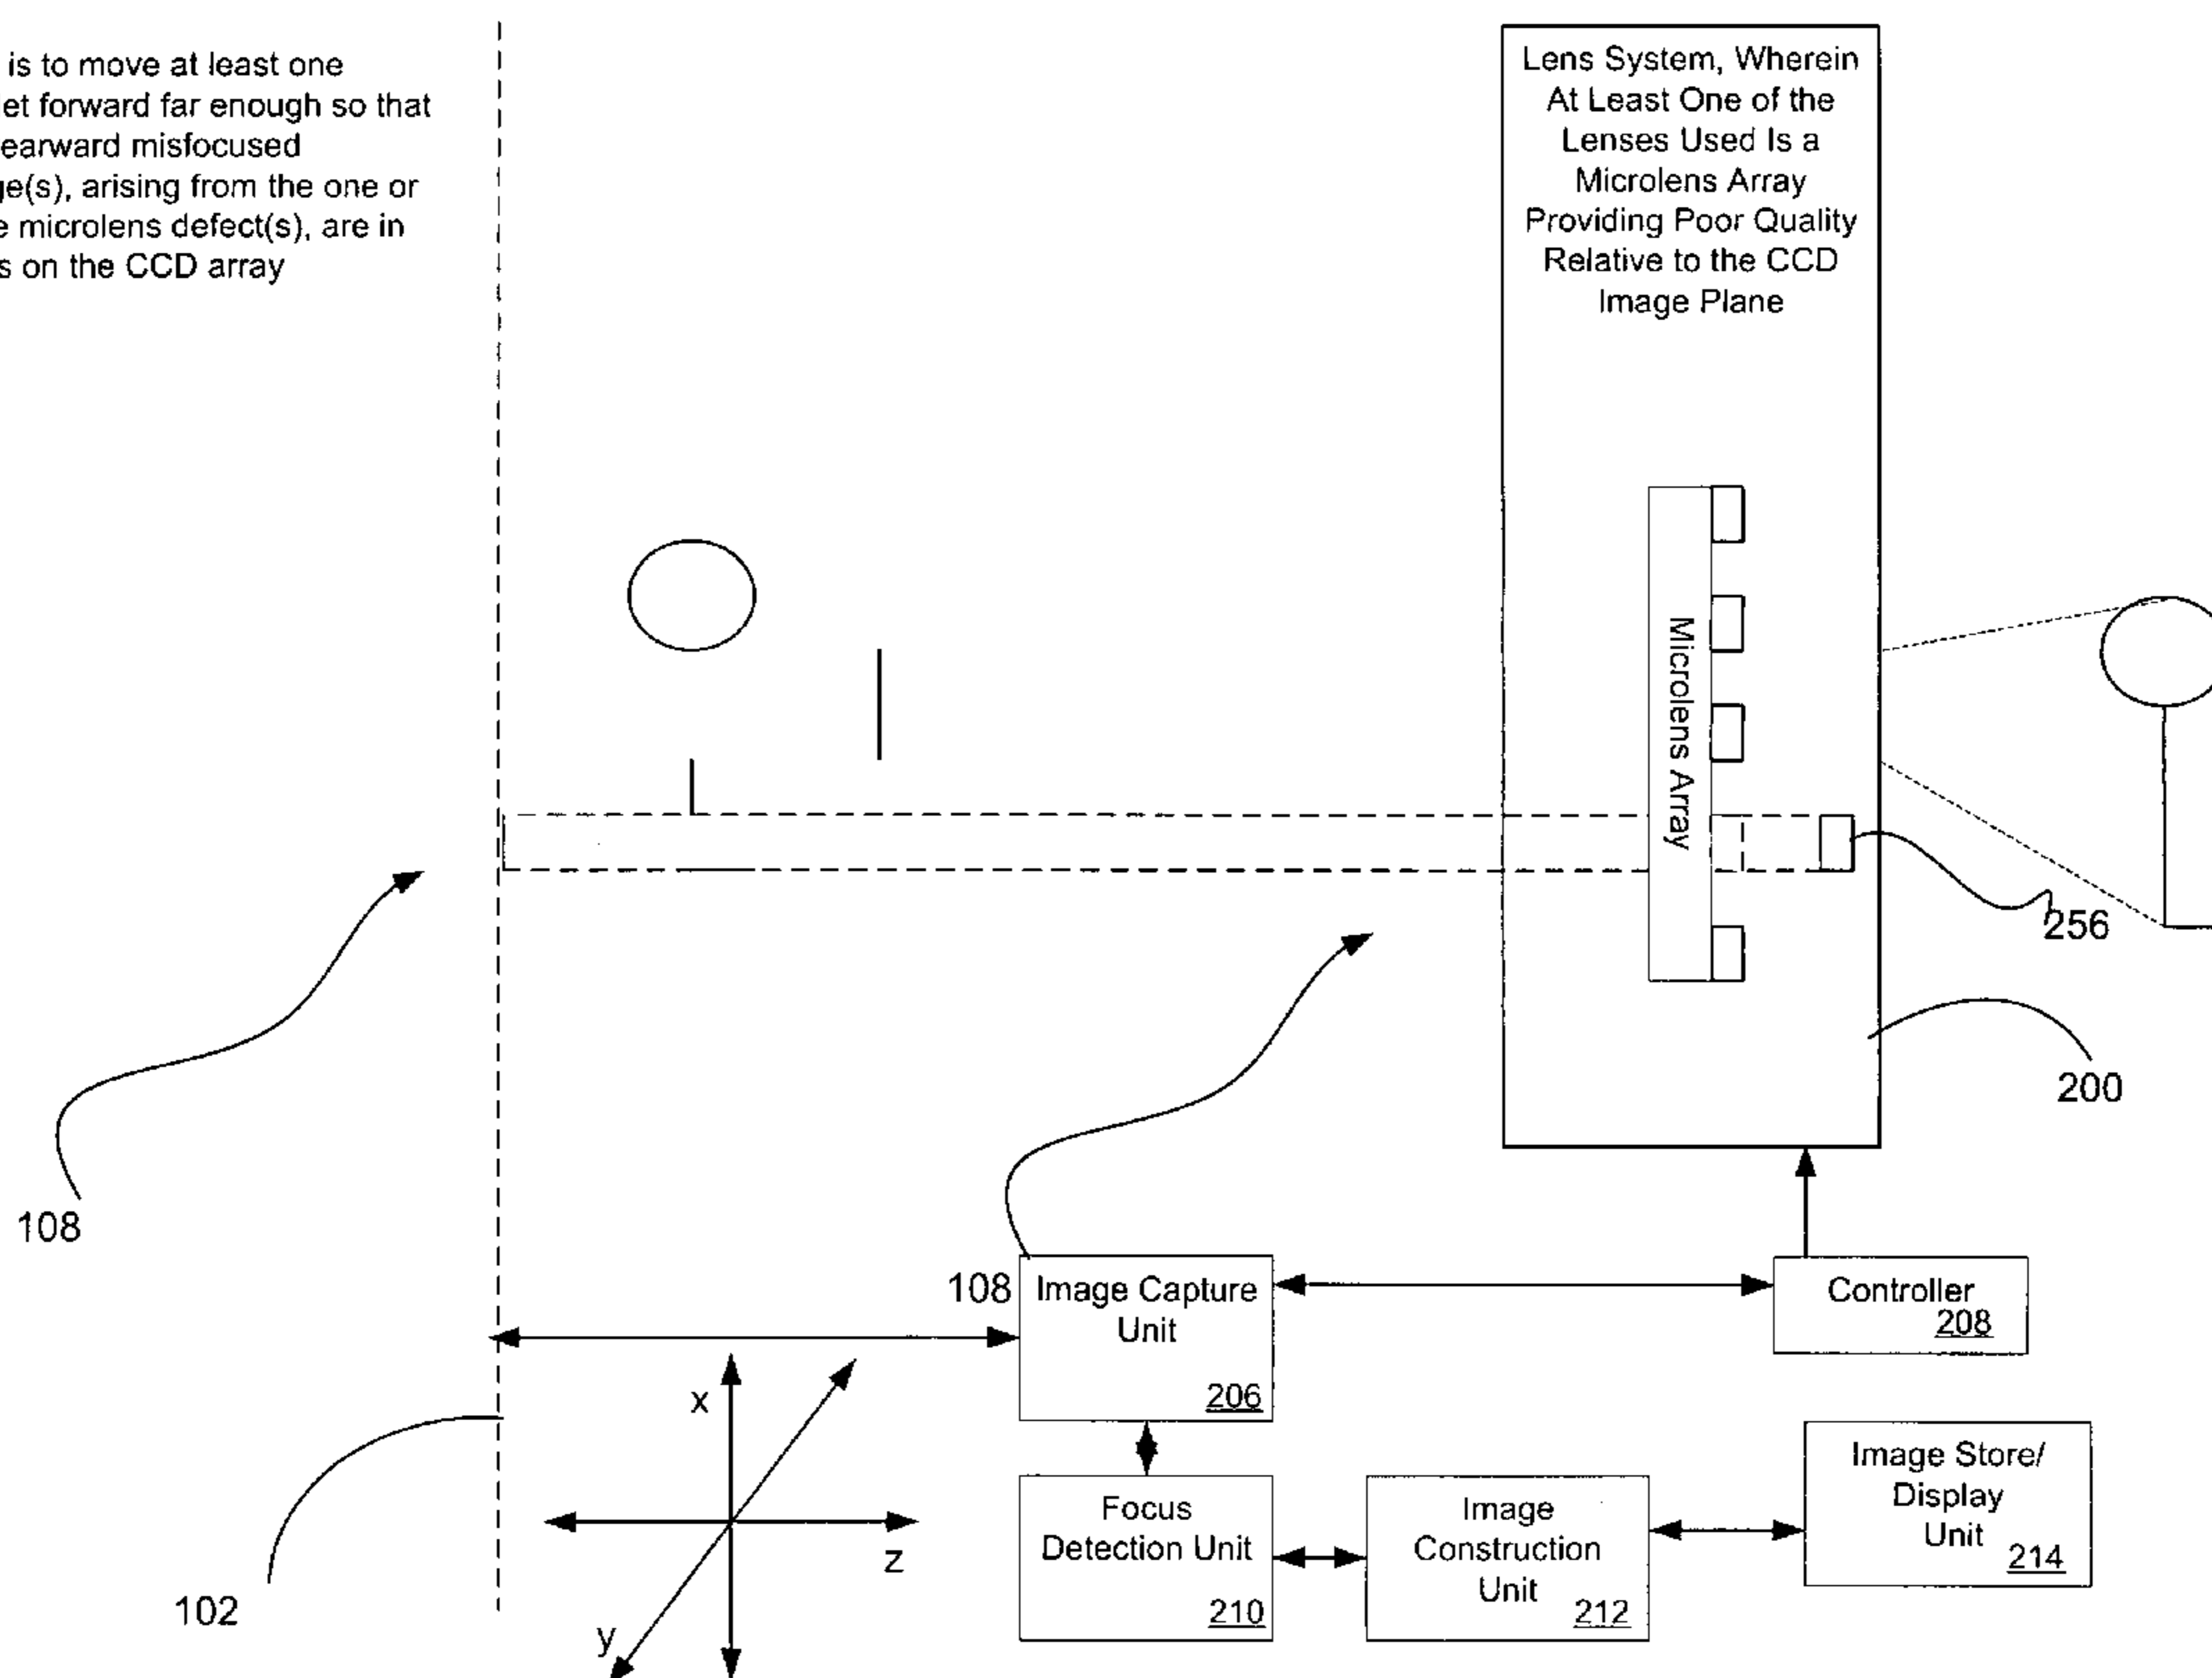 is to move at least one
et forward far enough so that
earward misfocused
ge(s), arising from the one or
e microlens defect(s), are in
s on the CCD array
Lens System, Wherein
At Least One of the
Lenses Used Is a
Microlens Array
Providing Poor Quality
Relative to the CCD
Image Plane
Microlens Array
256
200
108
108
Image Capture
Unit
206
Controller
208
x
z
y
102
Focus
Detection Unit
210
Image
Construction
Unit
212
Image Store/
Display
Unit
214